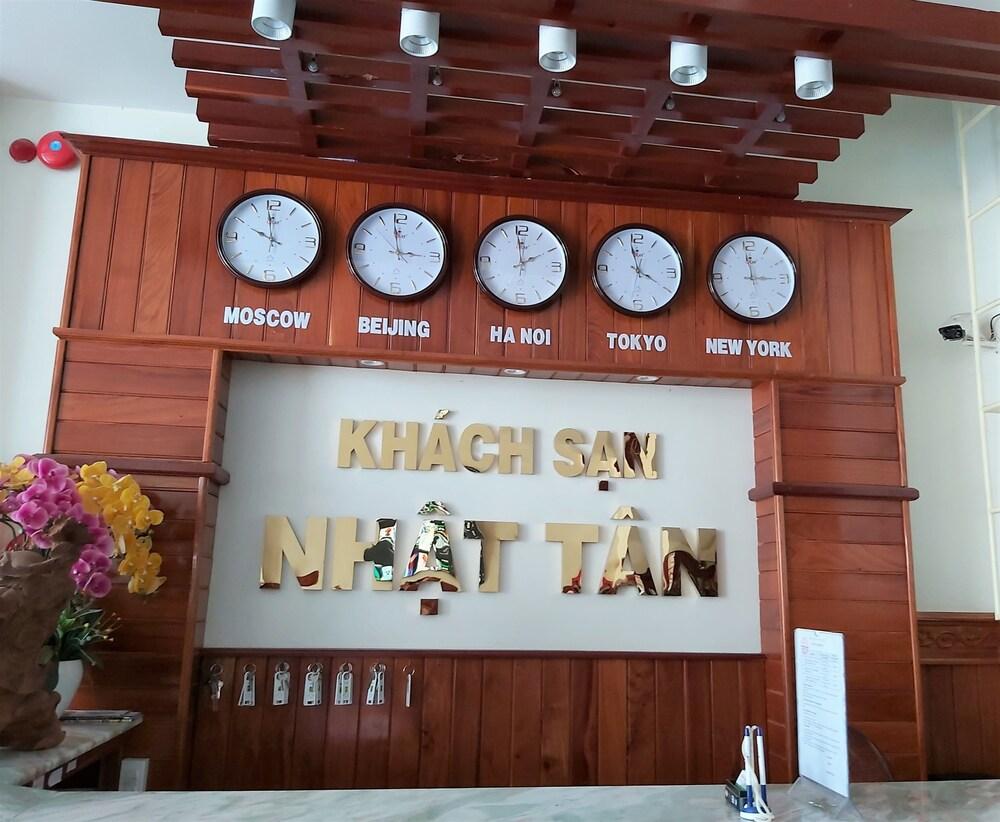 MOSCOW
BEIJING
HA NOI
TOKYO
NEW YORK
KHÁCH SẠN
NHẬT TÂN